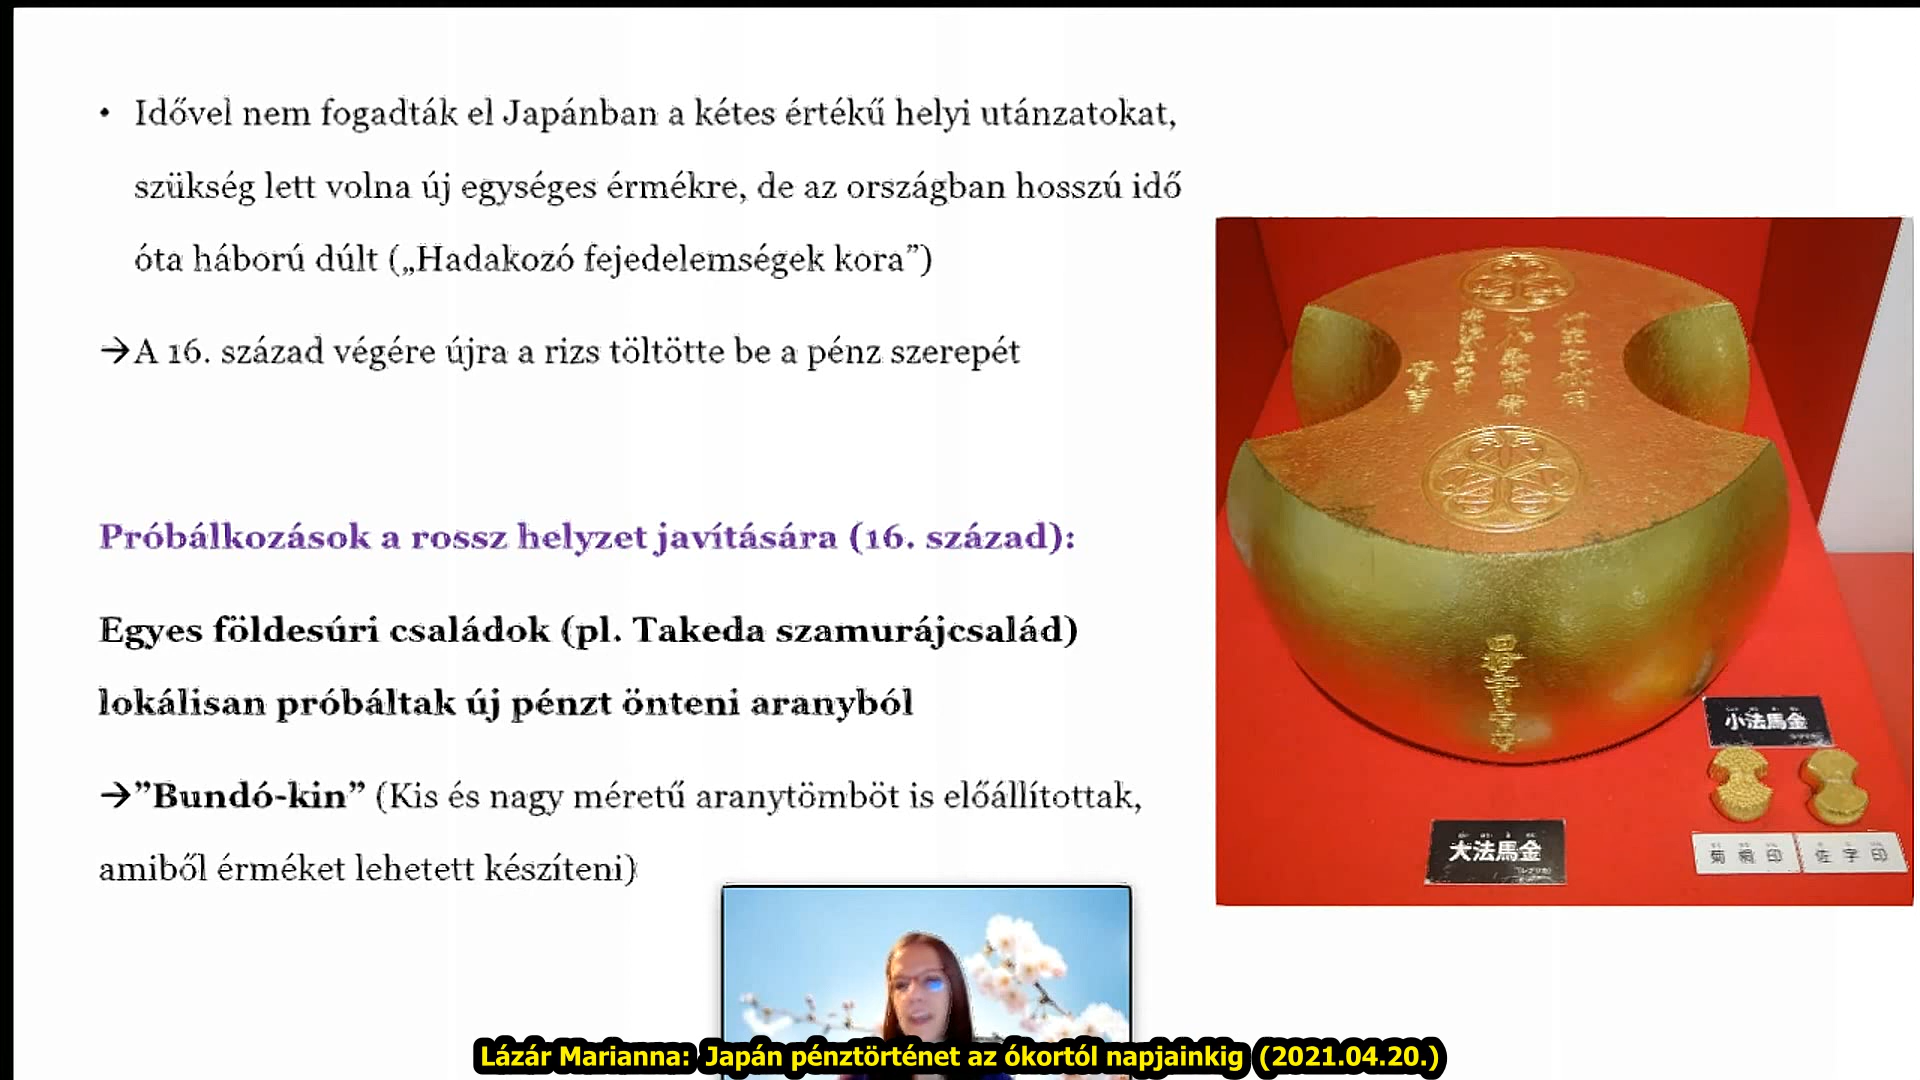 • Idővel nem fogadták el Japánban a kétes értékű helyi utánzatokat,
szükség lett volna új egységes érmékre, de az országban hosszú idő
óta háború dúlt („Hadakozó fejedelemségek kora”)
→A 16. század végére újra a rizs töltötte be a pénz szerepét
Próbálkozások a rossz helyzet javítására (16. század):
Egyes földesúri családok (pl. Takeda szamurájcsalád)
lokálisan próbáltak új pénzt önteni aranyból
→”Bundó-kin” (Kis és nagy méretű aranytömböt is előállítottak,
amiből érméket lehetett készíteni)
小法馬金
大法馬金
菊桐印
佐字印
Lázár Marianna: Japán pénztörténet az ókortól napjainkig (2021.04.20.)